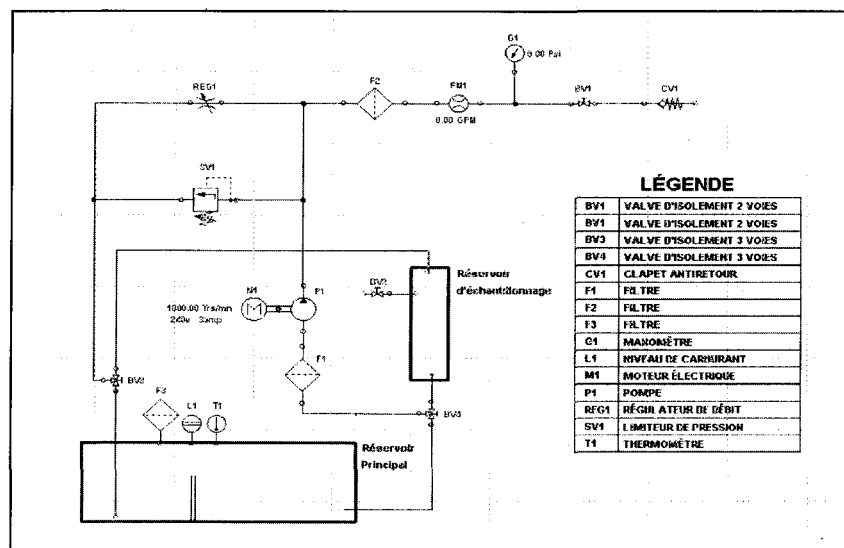 G1
0.00 Psi
REG1
F2
FM1
BV1
CV1
0.00 GPM
SV1
LÉGENDE
BV1 VALVE D'ISOLEMENT 2 VOIES
BV1 VALVE D'ISOLEMENT 2 VOIES
BV3 VALVE D'ISOLEMENT 3 VOIES
BV4 VALVE D'ISOLEMENT 3 VOIES
CV1 CLAPET ANTIRETOUR
F1 FILTRE
F2 FILTRE
F3 FILTRE
G1 MANOMÈTRE
L1 NIVEAU DE CARBURANT
M1 MOTEUR ÉLECTRIQUE
P1 POMPE
REG1 RÉGULATEUR DE DÉBIT
SV1 LIMITEUR DE PRESSION
T1 THERMOMÈTRE
Réservoir
d'échantillonnage
BV2
M1
P1
1800.00 Trs/mn
F1
BV3
F3
L1
T1
Réservoir
Principal